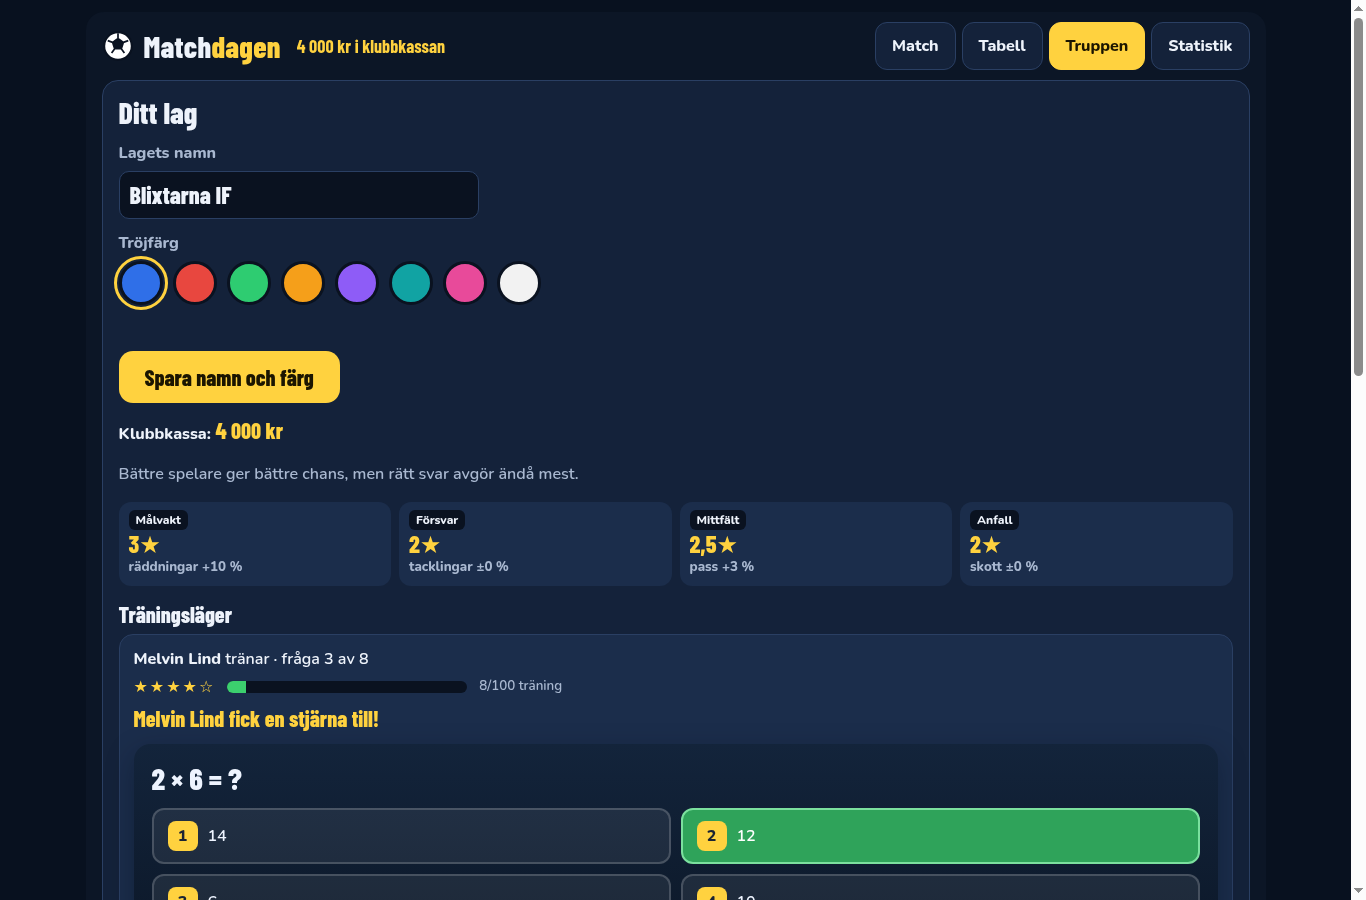 Matchdagen 4 000 kr i klubbkassan Match Tabell Truppen Statistik
Ditt lag
Lagets namn
Blixtarna IF
Tröjfärg
Spara namn och färg
Klubbkassa: 4 000 kr
Bättre spelare ger bättre chans, men rätt svar avgör ändå mest.
Målvakt Försvar Mittfält Anfall
3★ 2★ 2,5★ 2★
räddningar +10 % tacklingar ±0 % pass +3 % skott ±0 %
Träningsläger
Melvin Lind tränar · fråga 3 av 8
★★★★☆ 8/100 träning
Melvin Lind fick en stjärna till!
2 × 6 = ?
1 14 2 12